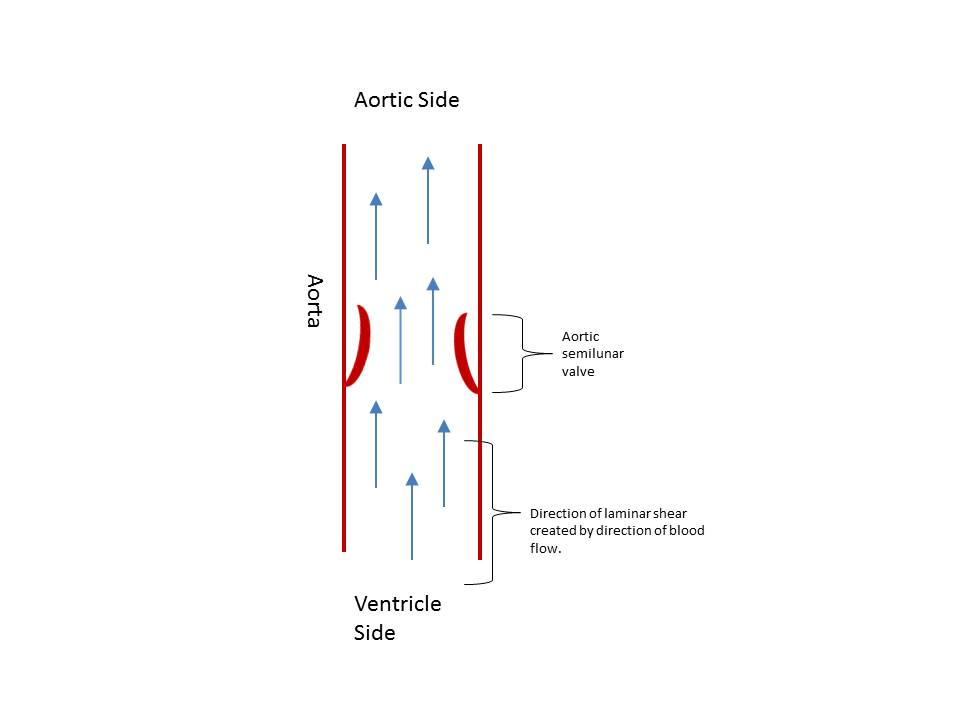 Aortic Side
Aorta
Aortic
semilunar
valve
Direction of laminar shear
created by direction of blood
flow.
Ventricle
Side